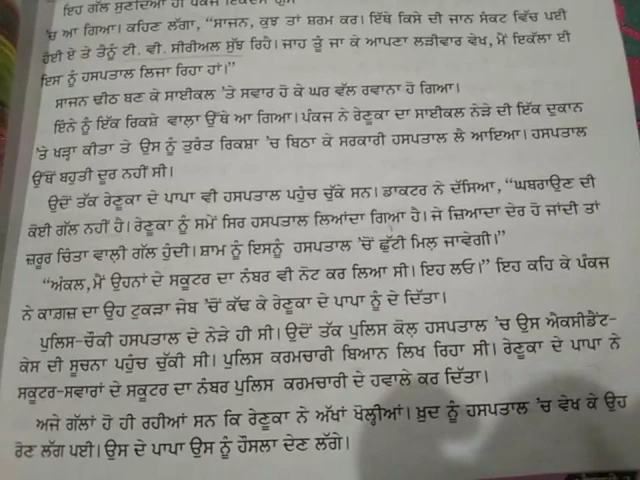 ਇਹ ਗੱਲ ਸੁਣਦਿਆਂ ਹੀ ਪੰਕਜ
'ਚ ਆ ਗਿਆ। ਕਹਿਣ ਲੱਗਾ, “ਸਾਜਨ, ਕੁਝ ਤਾਂ ਸ਼ਰਮ ਕਰ। ਇੱਥੇ ਕਿਸੇ ਦੀ ਜਾਨ ਸੰਕਟ ਵਿੱਚ ਪਈ
ਹੋਈ ਏ ਤੇ ਤੈਨੂੰ ਟੀ. ਵੀ. ਸੀਰੀਅਲ ਸੁੱਝ ਰਿਹੈ। ਜਾਹ ਤੂੰ ਜਾ ਕੇ ਆਪਣਾ ਲੜੀਵਾਰ ਵੇਖ, ਮੈਂ ਇਕੱਲਾ ਈ
ਇਸ ਨੂੰ ਹਸਪਤਾਲ ਲਿਜਾ ਰਿਹਾ ਹਾਂ।”
ਸਾਜਨ ਢੀਠ ਬਣ ਕੇ ਸਾਈਕਲ 'ਤੇ ਸਵਾਰ ਹੋ ਕੇ ਘਰ ਵੱਲ ਰਵਾਨਾ ਹੋ ਗਿਆ।
ਇੰਨੇ ਨੂੰ ਇੱਕ ਰਿਕਸ਼ੇ ਵਾਲਾ ਉੱਥੇ ਆ ਗਿਆ। ਪੰਕਜ ਨੇ ਰੇਣੂਕਾ ਦਾ ਸਾਈਕਲ ਨੇੜੇ ਦੀ ਇੱਕ ਦੁਕਾਨ
'ਤੇ ਖੜ੍ਹਾ ਕੀਤਾ ਤੇ ਉਸ ਨੂੰ ਤੁਰੰਤ ਰਿਕਸ਼ਾ 'ਚ ਬਿਠਾ ਕੇ ਸਰਕਾਰੀ ਹਸਪਤਾਲ ਲੈ ਆਇਆ। ਹਸਪਤਾਲ
ਉੱਥੋਂ ਬਹੁਤੀ ਦੂਰ ਨਹੀਂ ਸੀ।
ਉਦੋਂ ਤੱਕ ਰੇਣੂਕਾ ਦੇ ਪਾਪਾ ਵੀ ਹਸਪਤਾਲ ਪਹੁੰਚ ਚੁੱਕੇ ਸਨ। ਡਾਕਟਰ ਨੇ ਦੱਸਿਆ, “ਘਬਰਾਉਣ ਦੀ
ਕੋਈ ਗੱਲ ਨਹੀਂ ਹੈ। ਰੇਣੂਕਾ ਨੂੰ ਸਮੇਂ ਸਿਰ ਹਸਪਤਾਲ ਲਿਆਂਦਾ ਗਿਆ ਹੈ। ਜੇ ਜ਼ਿਆਦਾ ਦੇਰ ਹੋ ਜਾਂਦੀ ਤਾਂ
ਜ਼ਰੂਰ ਚਿੰਤਾ ਵਾਲ਼ੀ ਗੱਲ ਹੁੰਦੀ। ਸ਼ਾਮ ਨੂੰ ਇਸਨੂੰ ਹਸਪਤਾਲ 'ਚੋਂ ਛੁੱਟੀ ਮਿਲ਼ ਜਾਵੇਗੀ।”
“ਅੰਕਲ,ਮੈਂ ਉਹਨਾਂ ਦੇ ਸਕੂਟਰ ਦਾ ਨੰਬਰ ਵੀ ਨੋਟ ਕਰ ਲਿਆ ਸੀ। ਇਹ ਲਓ।” ਇਹ ਕਹਿ ਕੇ ਪੰਕਜ
ਨੇ ਕਾਗ਼ਜ਼ ਦਾ ਉਹ ਟੁਕੜਾ ਜੇਬ 'ਚੋਂ ਕੱਢ ਕੇ ਰੇਣੂਕਾ ਦੇ ਪਾਪਾ ਨੂੰ ਦੇ ਦਿੱਤਾ।
ਪੁਲਿਸ-ਚੌਕੀ ਹਸਪਤਾਲ ਦੇ ਨੇੜੇ ਹੀ ਸੀ। ਉਦੋਂ ਤੱਕ ਪੁਲਿਸ ਕੋਲ਼ ਹਸਪਤਾਲ 'ਚ ਉਸ ਐਕਸੀਡੈਂਟ-
ਕੇਸ ਦੀ ਸੂਚਨਾ ਪਹੁੰਚ ਚੁੱਕੀ ਸੀ। ਪੁਲਿਸ ਕਰਮਚਾਰੀ ਬਿਆਨ ਲਿਖ ਰਿਹਾ ਸੀ। ਰੇਣੂਕਾ ਦੇ ਪਾਪਾ ਨੇ
ਸਕੂਟਰ-ਸਵਾਰਾਂ ਦੇ ਸਕੂਟਰ ਦਾ ਨੰਬਰ ਪੁਲਿਸ ਕਰਮਚਾਰੀ ਦੇ ਹਵਾਲੇ ਕਰ ਦਿੱਤਾ।
ਅਜੇ ਗੱਲਾਂ ਹੋ ਹੀ ਰਹੀਆਂ ਸਨ ਕਿ ਰੇਣੂਕਾ ਨੇ ਅੱਖਾਂ ਖੋਲ੍ਹੀਆਂ। ਖ਼ੁਦ ਨੂੰ ਹਸਪਤਾਲ 'ਚ ਵੇਖ ਕੇ ਉਹ
ਰੋਣ ਲੱਗ ਪਈ। ਉਸ ਦੇ ਪਾਪਾ ਉਸ ਨੂੰ ਹੌਸਲਾ ਦੇਣ ਲੱਗੇ।